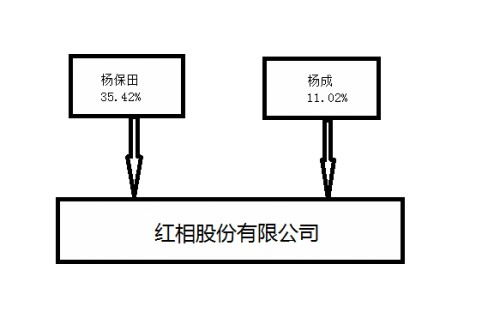 杨保田
35.42%
杨成
11.02%
红相股份有限公司